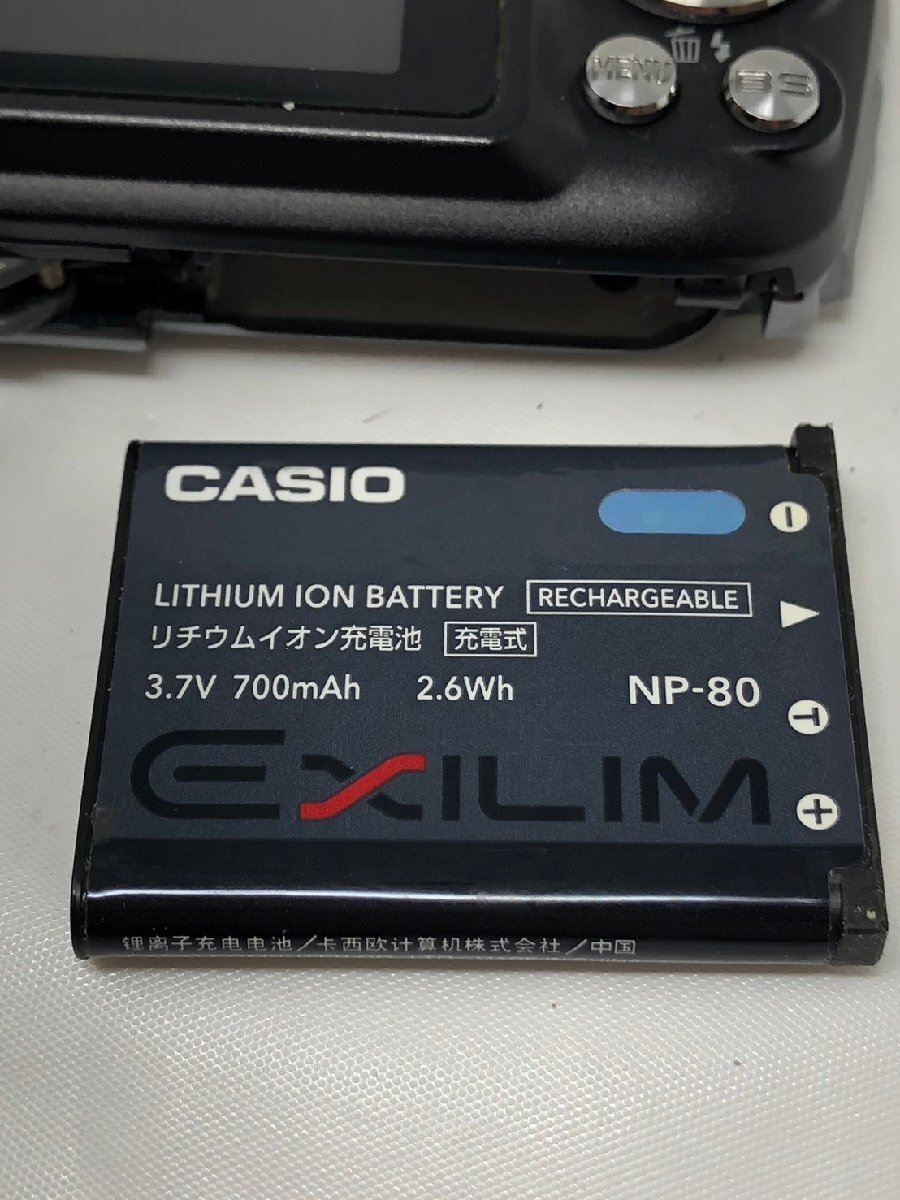 MENU
BS
CASIO
LITHIUM ION BATTERY RECHARGEABLE
リチウムイオン充電池 充電式
3.7V 700mAh 2.6Wh NP-80
T
EXILIM
+
锂离子充电电池/卡西欧计算机株式会社/中国